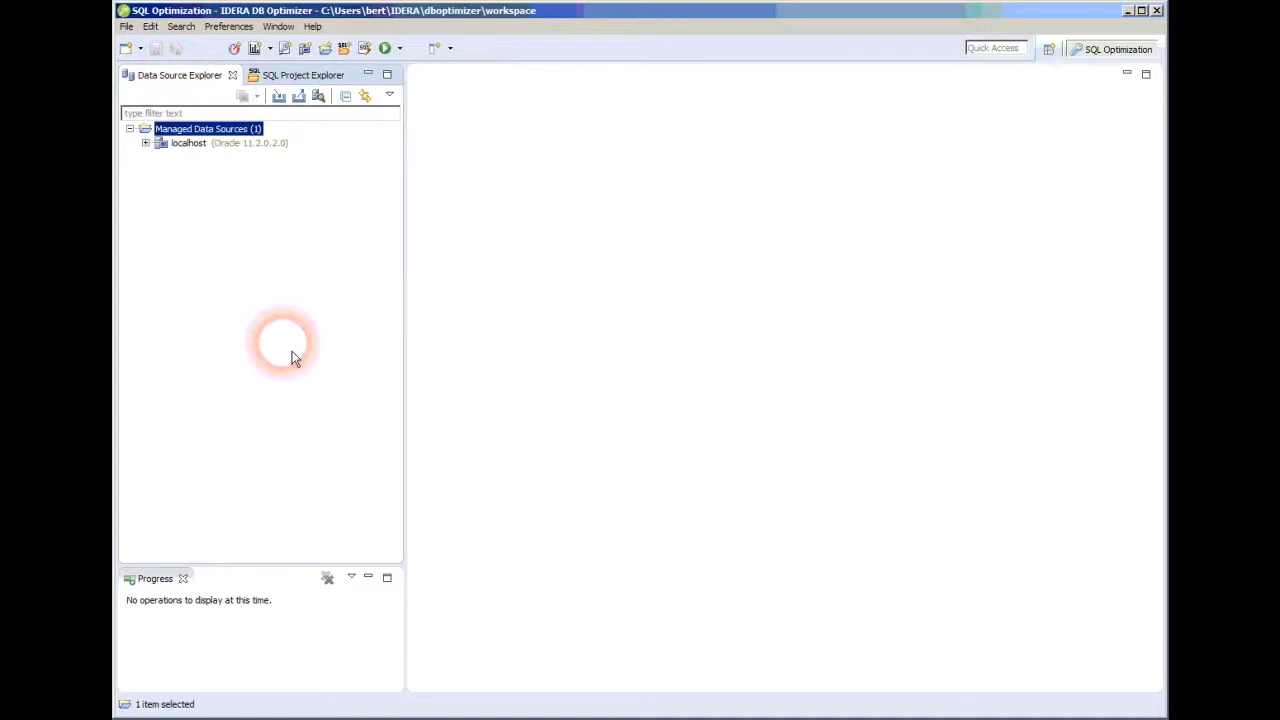 SQL Optimization - IDERA DB Optimizer - C:\Users\bert\IDERA\dboptimizer\workspace
File Edit Search Preferences Window Help
Quick Access SQL Optimization
Data Source Explorer SQL Project Explorer
type filter text
Managed Data Sources (1)
localhost (Oracle 11.2.0.2.0)
Progress
No operations to display at this time.
1 item selected